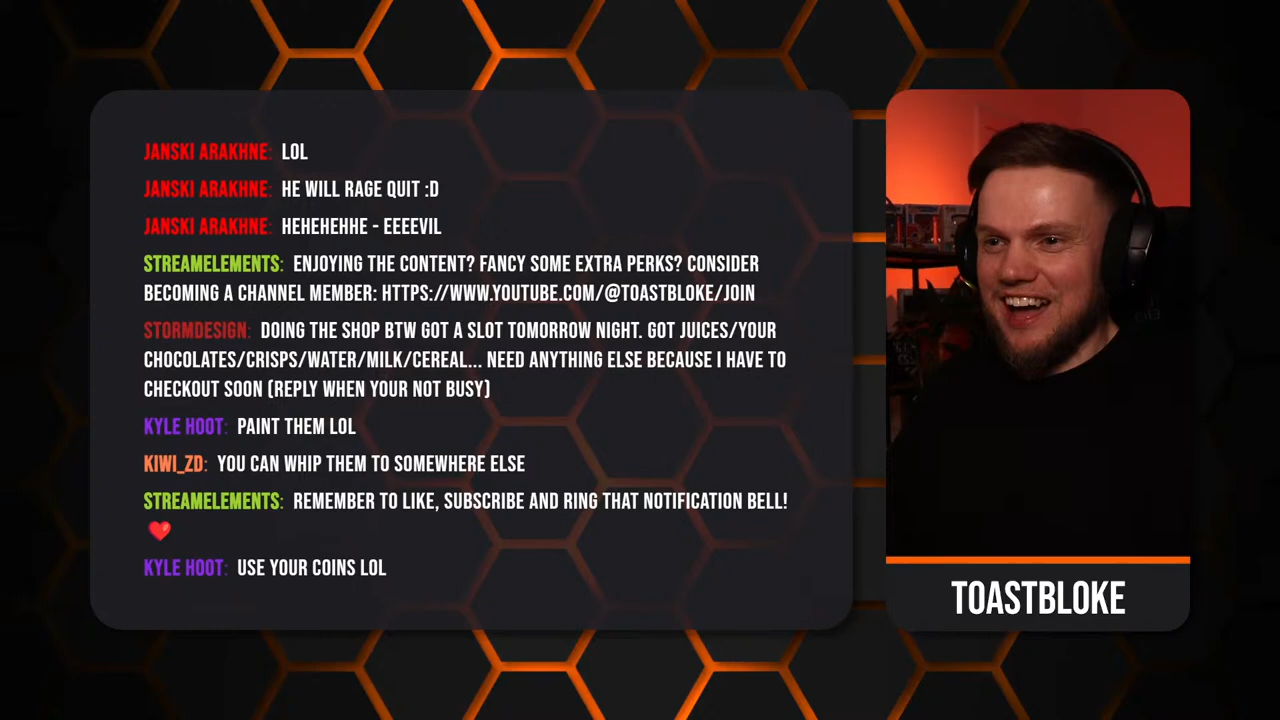 JANSKI ARAKHNE: LOL
JANSKI ARAKHNE: HE WILL RAGE QUIT :D
JANSKI ARAKHNE: HEHEHEHHE - EEEEVIL
STREAMELEMENTS: ENJOYING THE CONTENT? FANCY SOME EXTRA PERKS? CONSIDER
BECOMING A CHANNEL MEMBER: HTTPS://WWW.YOUTUBE.COM/@TOASTBLOKE/JOIN
STORMDESIGN: DOING THE SHOP BTW GOT A SLOT TOMORROW NIGHT. GOT JUICES/YOUR
CHOCOLATES/CRISPS/WATER/MILK/CEREAL... NEED ANYTHING ELSE BECAUSE I HAVE TO
CHECKOUT SOON (REPLY WHEN YOUR NOT BUSY)
KYLE HOOT: PAINT THEM LOL
KIWI_ZD: YOU CAN WHIP THEM TO SOMEWHERE ELSE
STREAMELEMENTS: REMEMBER TO LIKE, SUBSCRIBE AND RING THAT NOTIFICATION BELL!
❤️
KYLE HOOT: USE YOUR COINS LOL
TOASTBLOKE